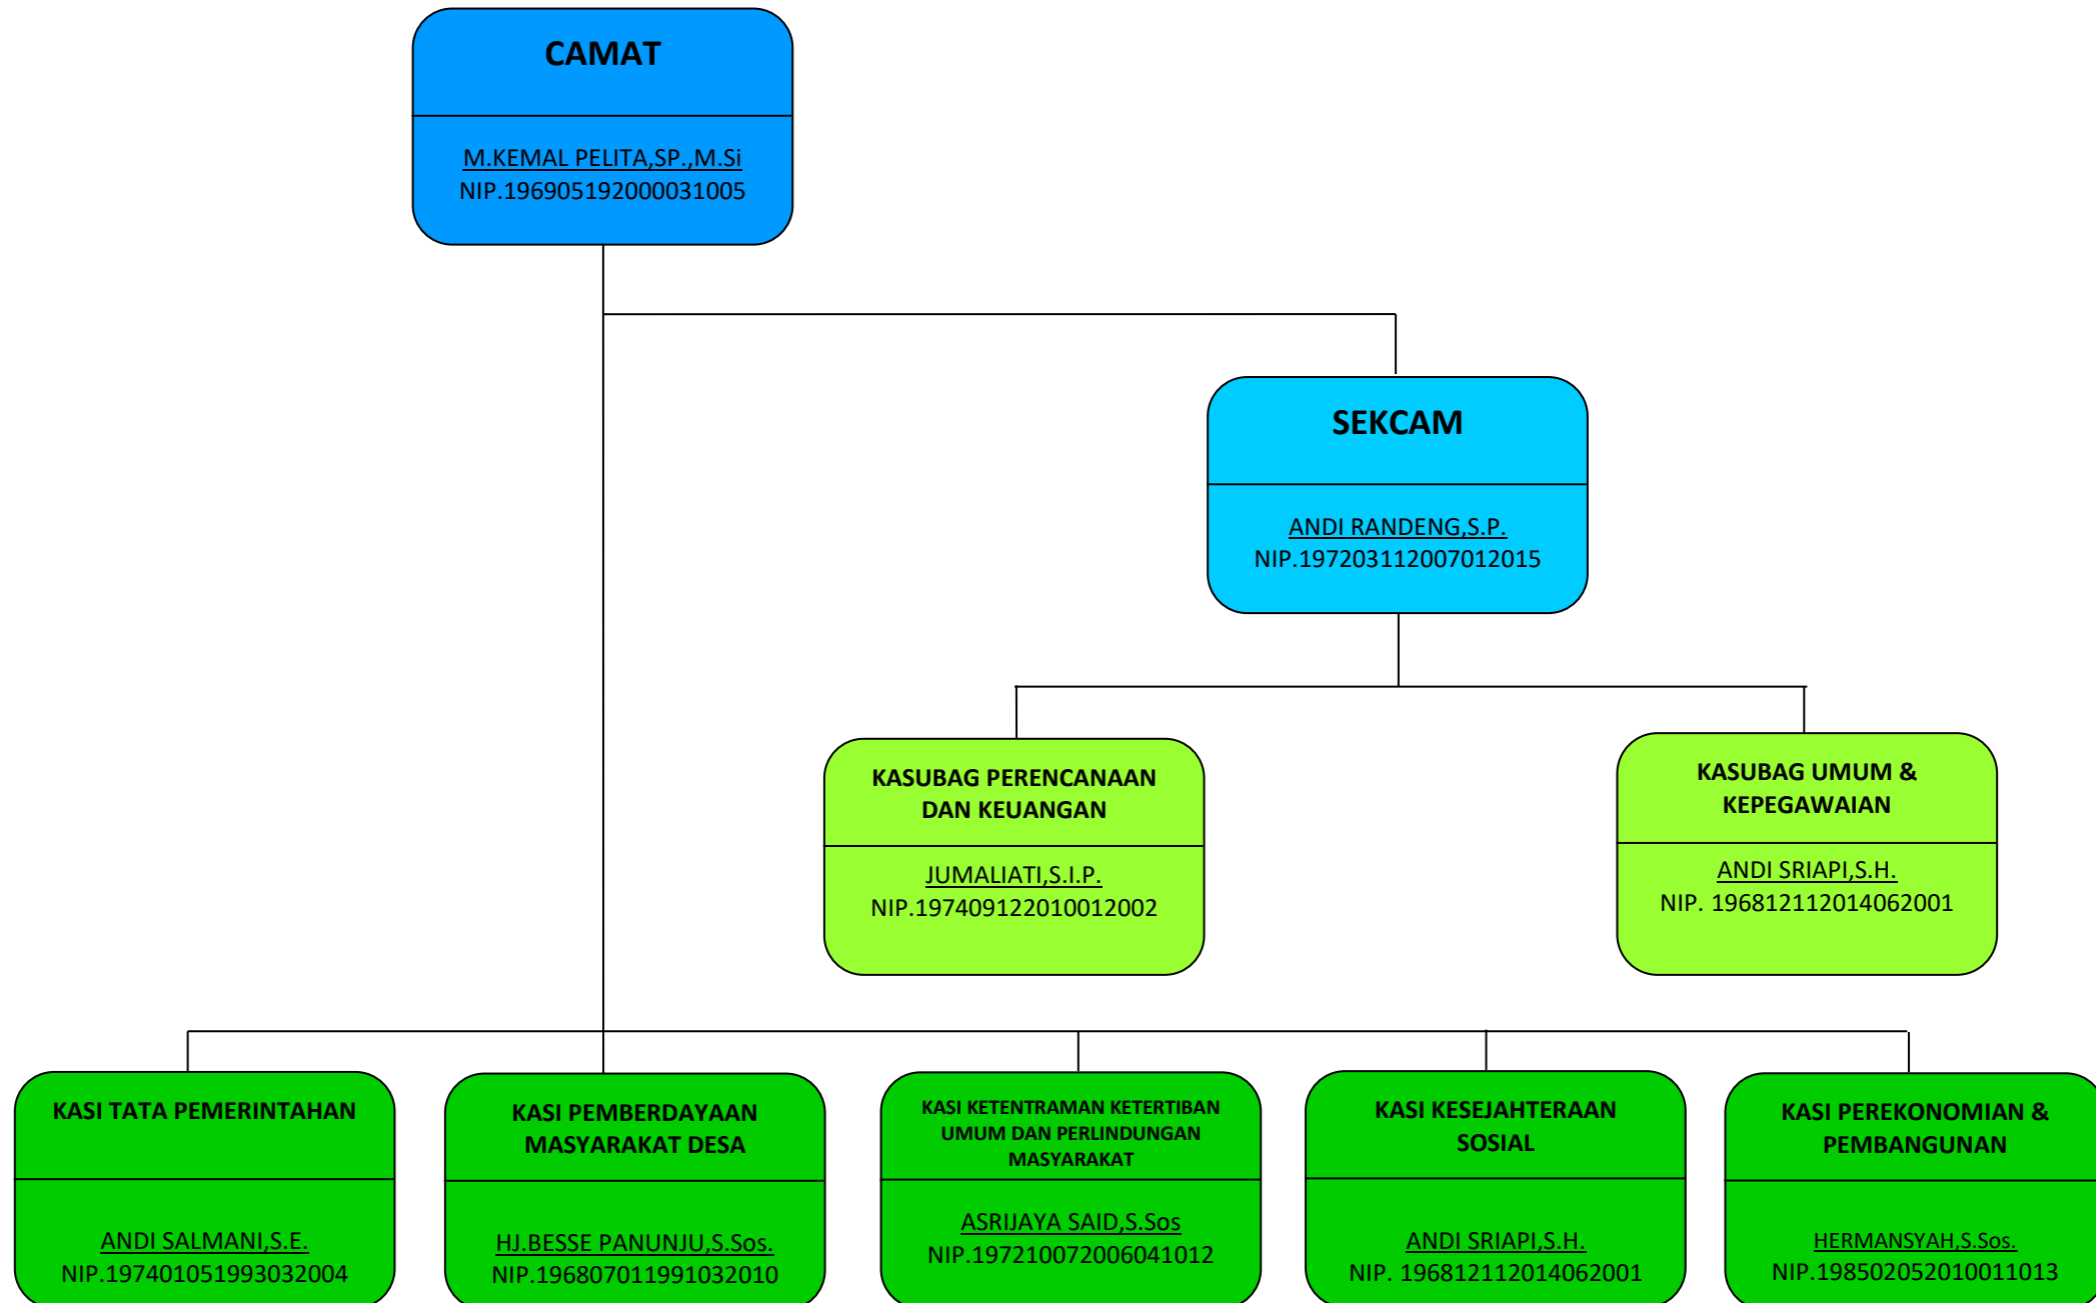 CAMAT
M.KEMAL PELITA,SP.,M.Si
NIP.196905192000031005
SEKCAM
ANDI RANDENG,S.P.
NIP.197203112007012015
KASUBAG PERENCANAAN
DAN KEUANGAN
JUMALIATI,S.I.P.
NIP.197409122010012002
KASUBAG UMUM &
KEPEGAWAIAN
ANDI SRIAPI,S.H.
NIP. 196812112014062001
KASI TATA PEMERINTAHAN
ANDI SALMANI,S.E.
NIP.197401051993032004
KASI PEMBERDAYAAN
MASYARAKAT DESA
HJ.BESSE PANUNJU,S.Sos.
NIP.196807011991032010
KASI KETENTRAMAN KETERTIBAN
UMUM DAN PERLINDUNGAN
MASYARAKAT
ASRIJAYA SAID,S.Sos
NIP.197210072006041012
KASI KESEJAHTERAAN
SOSIAL
ANDI SRIAPI,S.H.
NIP. 196812112014062001
KASI PEREKONOMIAN &
PEMBANGUNAN
HERMANSYAH,S.Sos.
NIP.198502052010011013